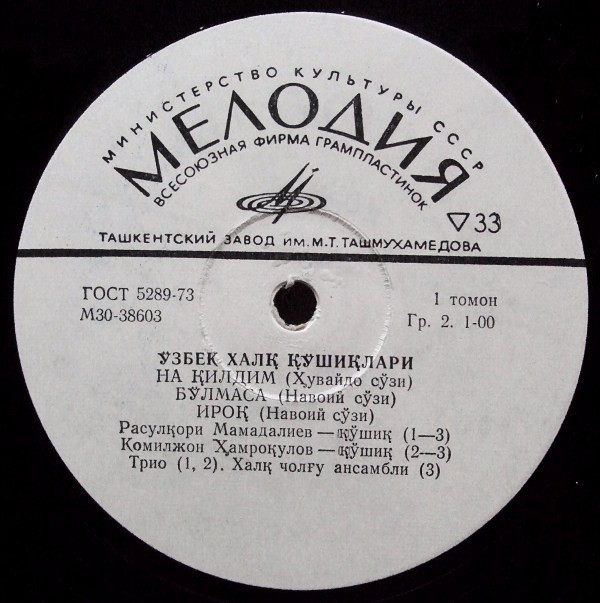 МИНИСТЕРСТВО КУЛЬТУРЫ СССР
МЕЛОДИЯ
ВСЕСОЮЗНАЯ ФИРМА ГРАМПЛАСТИНОК
33
ТАШКЕНТСКИЙ ЗАВОД ИМ. М. Т. ТАШМУХАМЕДОВА
ГОСТ 5289-73
М30-38603
1 томон
Гр. 2. 1-00
ЎЗБЕК ХАЛҚ ҚЎШИҚЛАРИ
НА ҚИЛДИМ (Ҳувайдо сўзи)
БЎЛМАСА (Навоий сўзи)
ИРОҚ (Навоий сўзи)
Расулқори Мамадалиев — қўшиқ (1—3)
Комилжон Ҳамроқулов — қўшиқ (2—3)
Трио (1, 2). Халқ чолғу ансамбли (3)